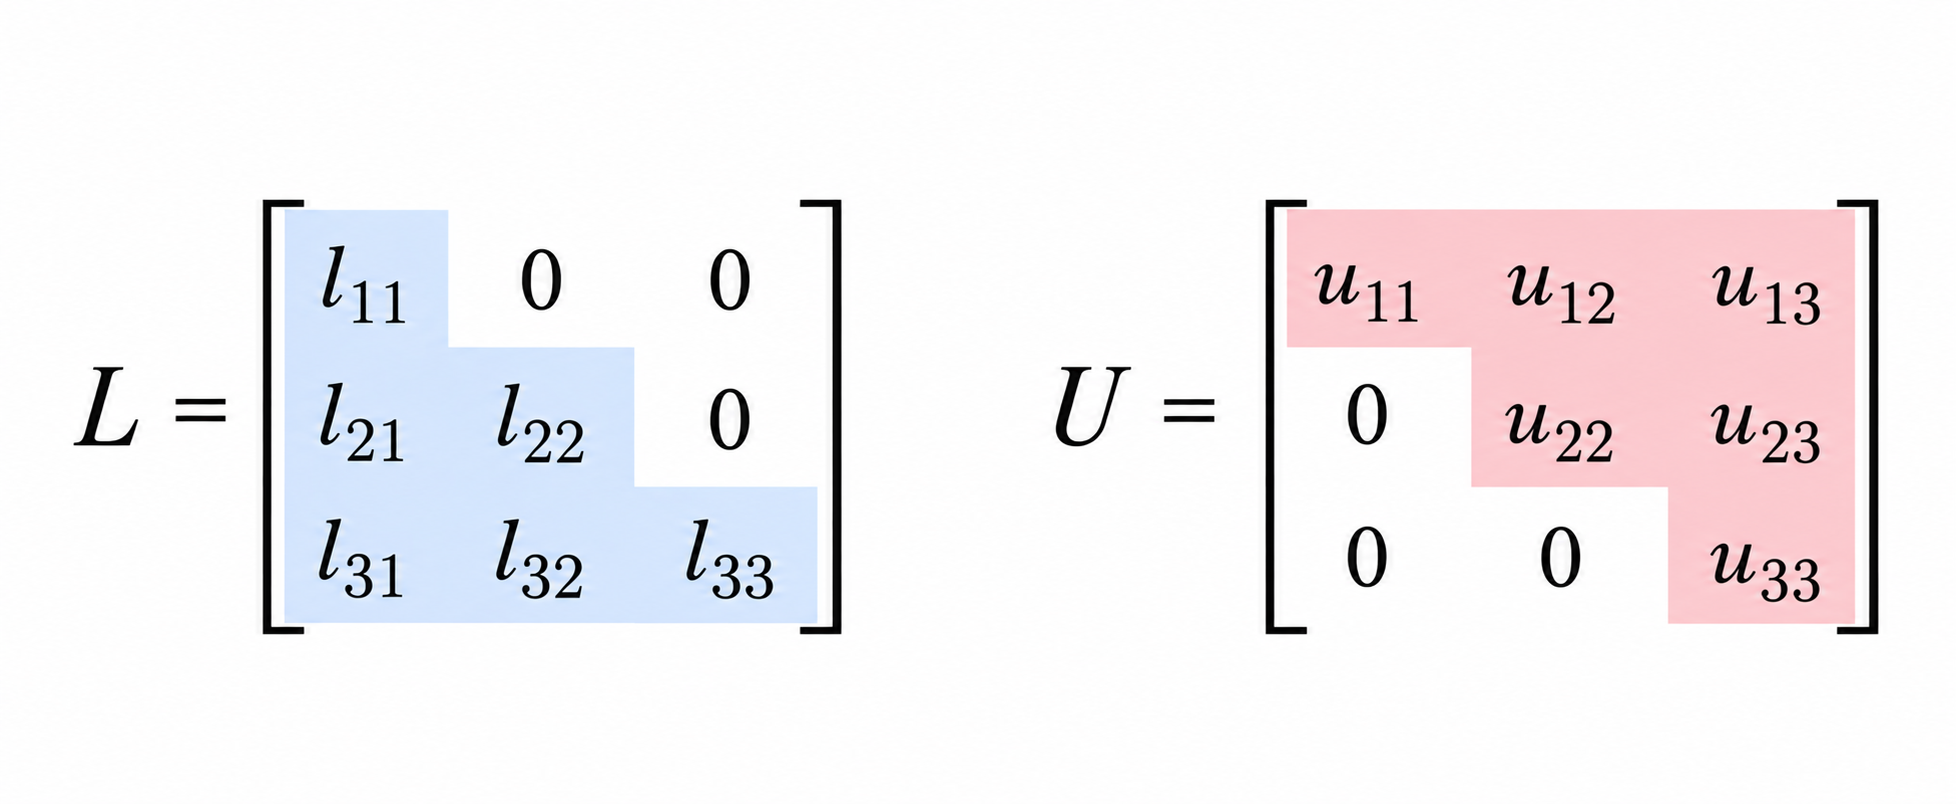 L = [ l₁₁ 0 0
l₂₁ l₂₂ 0
l₃₁ l₃₂ l₃₃ ]
U = [ u₁₁ u₁₂ u₁₃
0 u₂₂ u₂₃
0 0 u₃₃ ]